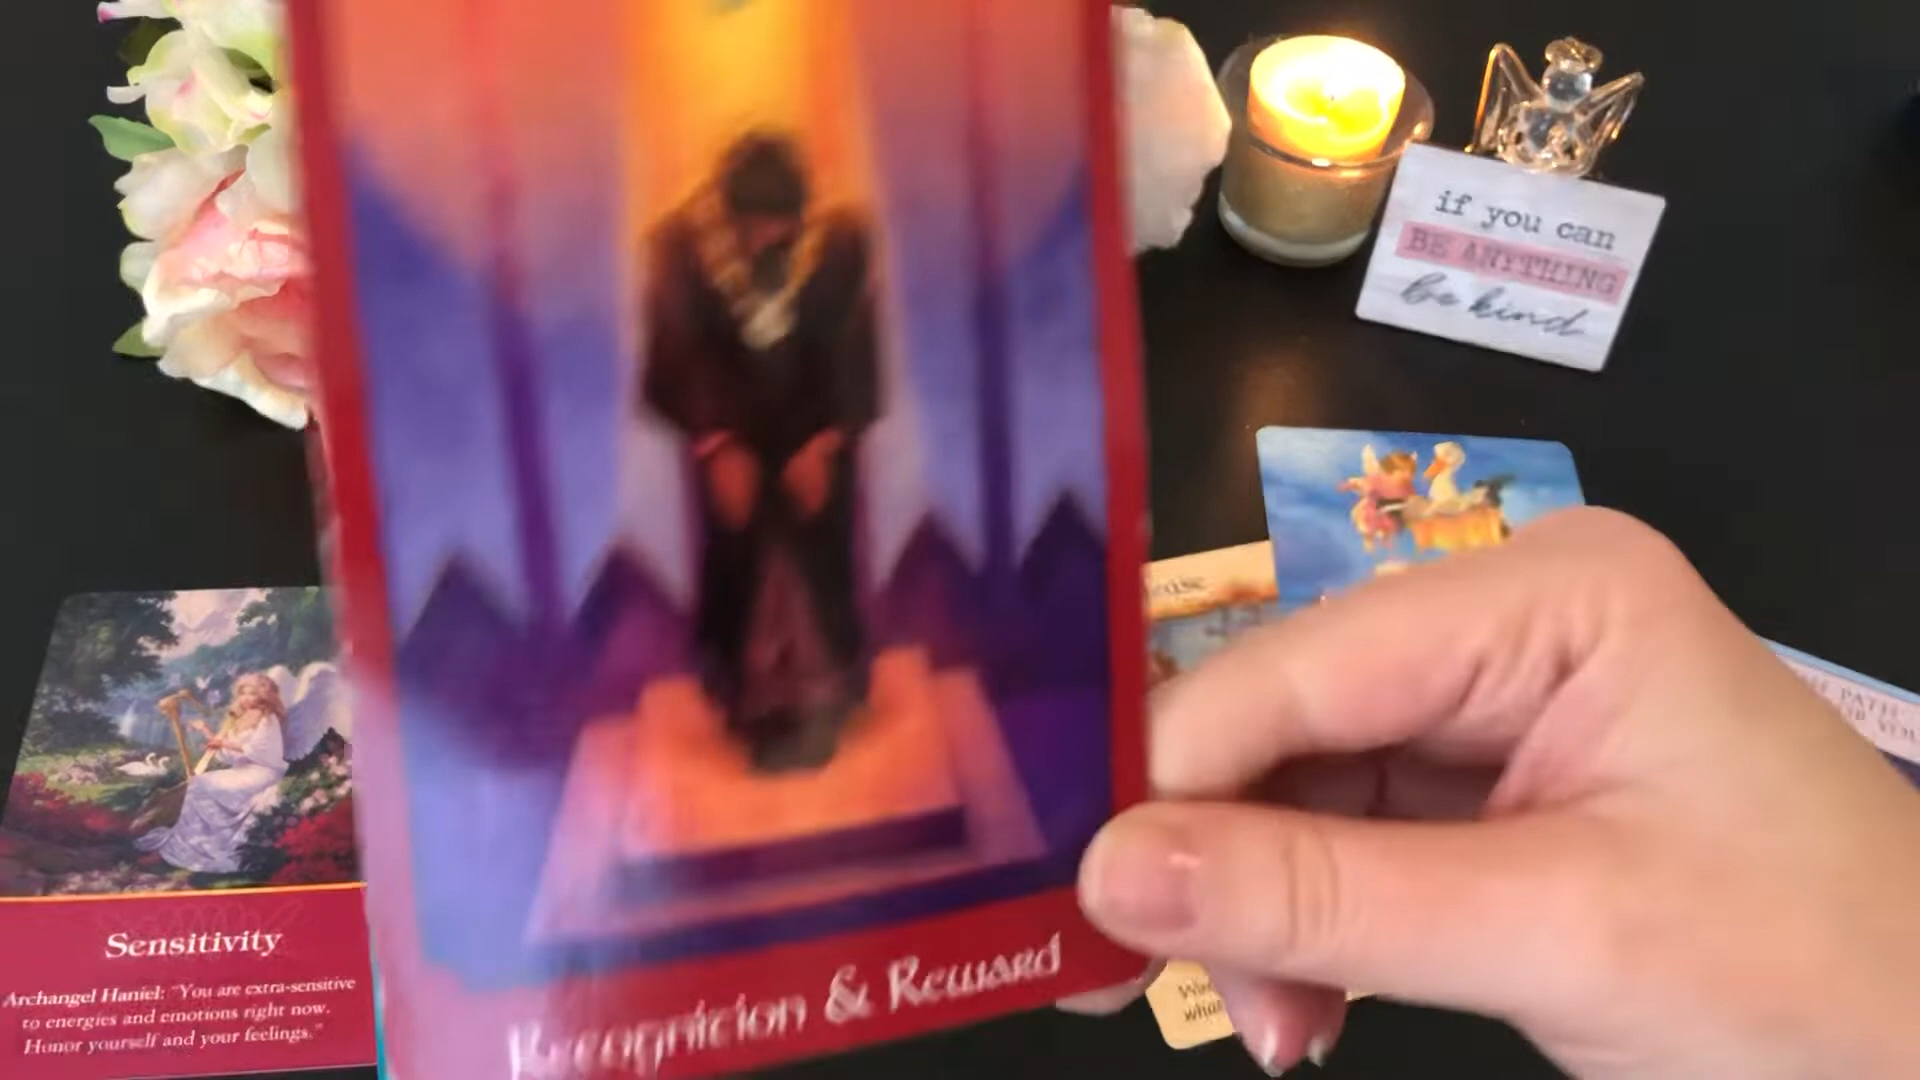 if you can
BE ANYTHING
be kind
Recognition & Reward
Sensitivity
Archangel Haniel: "You are extra-sensitive
to energies and emotions right now.
Honor yourself and your feelings."
PATH